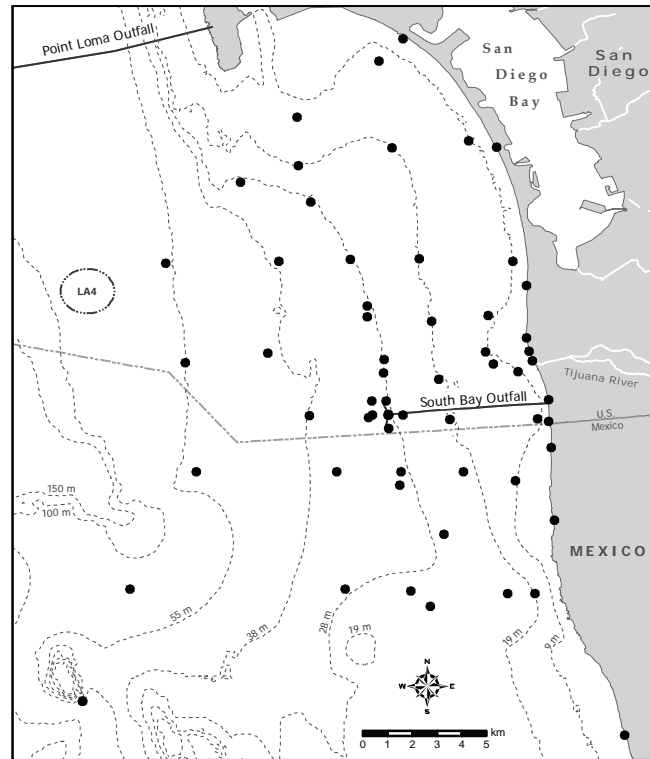 Point Loma Outfall
San
Diego
Bay
San
Diego
LA4
Tijuana River
South Bay Outfall
U.S.
Mexico
150 m
100 m
MEXICO
55 m
38 m
28 m
19 m
19 m
9 m
N
W E
S
km
0 1 2 3 4 5